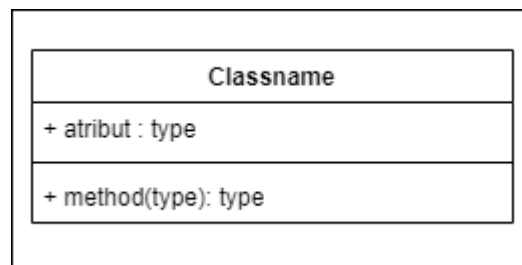 Classname
+ atribut : type
+ method(type): type